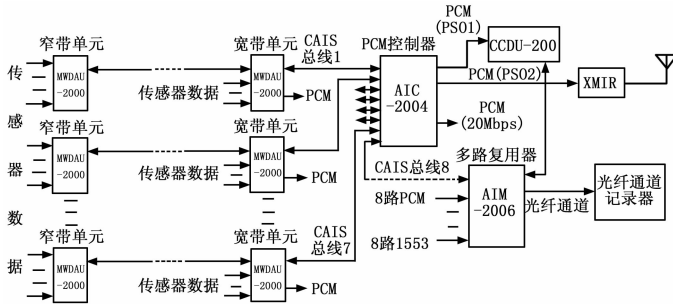 窄带单元
宽带单元
CAIS
总线1
PCM控制器
PCM
(PSO1)
CCDU-200
传感器数据
MWDAU
-2000
MWDAU
-2000
传感器数据
PCM
AIC
-2004
PCM(PSO2)
XMIR
PCM
(20Mbps)
窄带单元
宽带单元
MWDAU
-2000
MWDAU
-2000
传感器数据
PCM
CAIS总线8
多路复用器
AIM
-2006
8路PCM
8路1553
光纤通道
光纤通道
记录器
窄带单元
宽带单元
CAIS
总线7
MWDAU
-2000
MWDAU
-2000
传感器数据
PCM